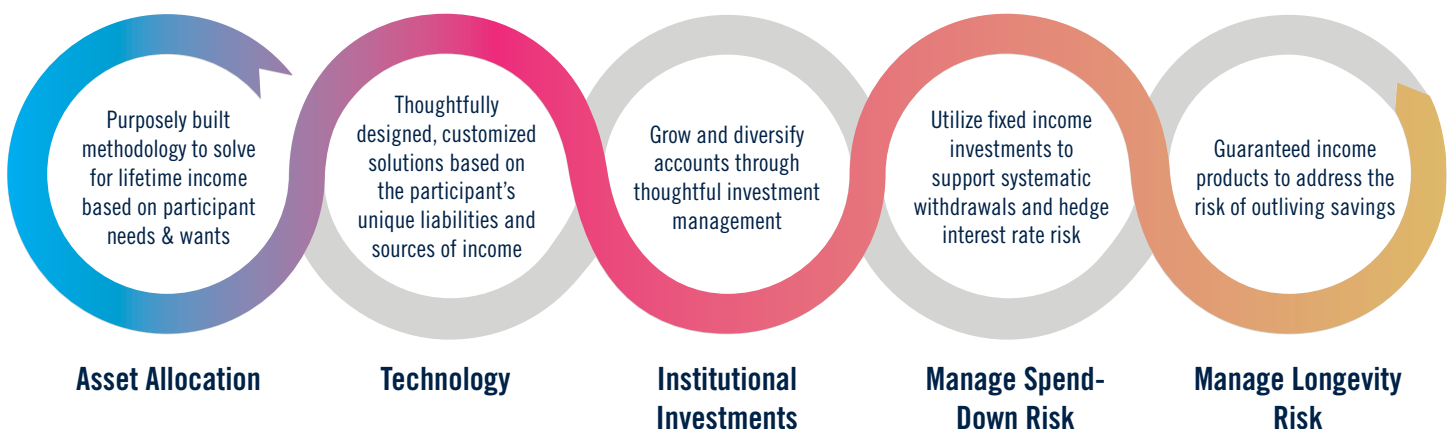 Purposely built
methodology to solve
for lifetime income
based on participant
needs & wants
Thoughtfully
designed, customized
solutions based on
the participant’s
unique liabilities and
sources of income
Grow and diversify
accounts through
thoughtful investment
management
Utilize fixed income
investments to
support systematic
withdrawals and hedge
interest rate risk
Guaranteed income
products to address the
risk of outliving savings
Asset Allocation
Technology
Institutional
Investments
Manage Spend-
Down Risk
Manage Longevity
Risk